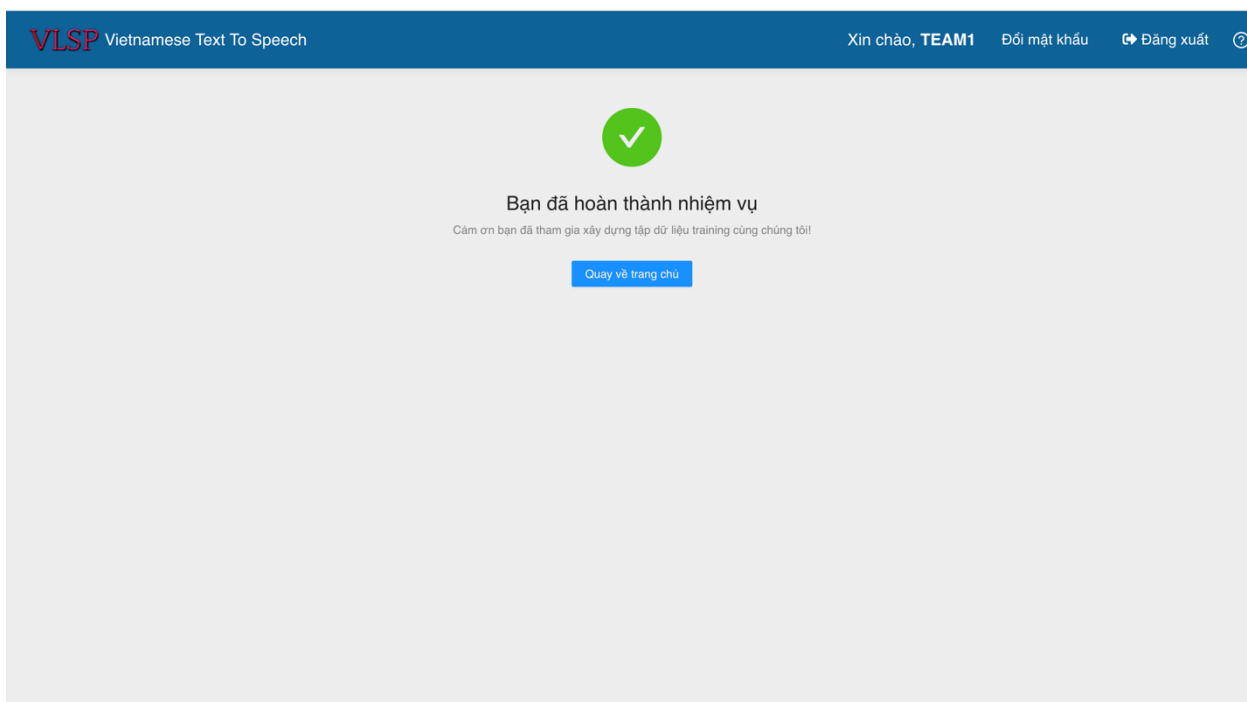 VLSP Vietnamese Text To Speech Xin chào, TEAM1 Đổi mật khẩu Đăng xuất
Bạn đã hoàn thành nhiệm vụ
Cảm ơn bạn đã tham gia xây dựng tập dữ liệu training cùng chúng tôi!
Quay về trang chủ